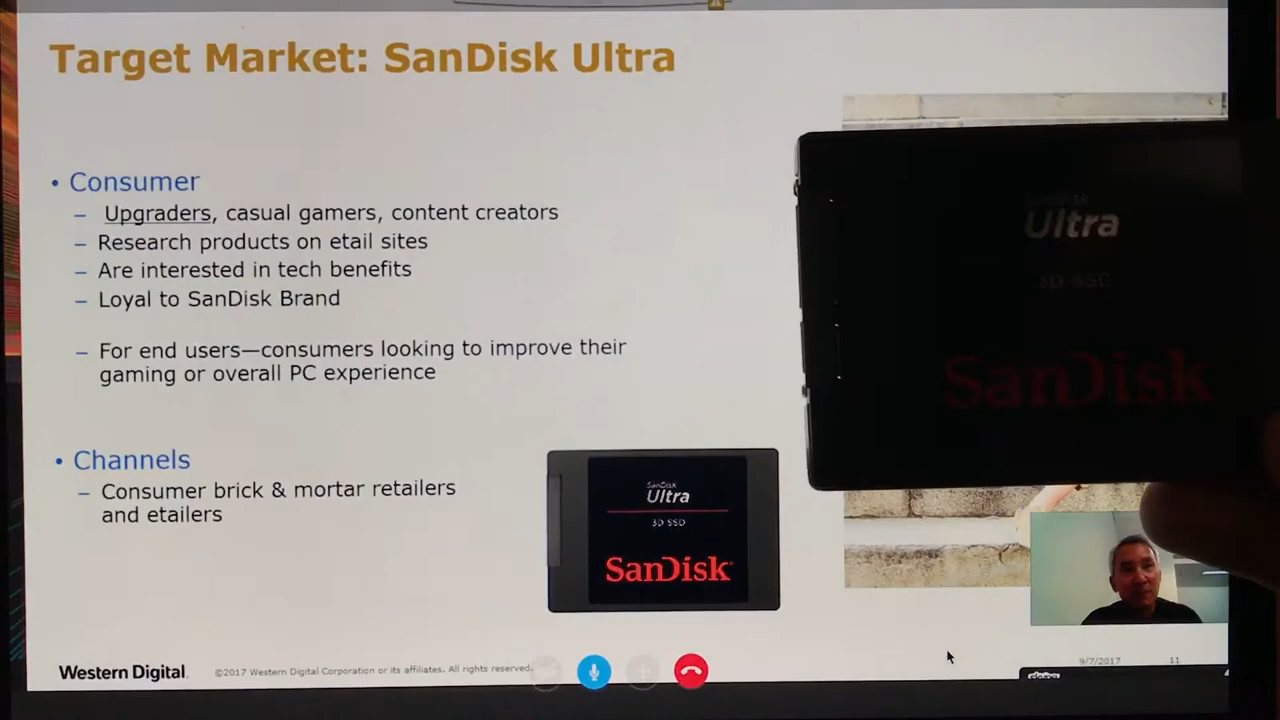 Target Market: SanDisk Ultra
• Consumer
– Upgraders, casual gamers, content creators
– Research products on etail sites
– Are interested in tech benefits
– Loyal to SanDisk Brand
– For end users—consumers looking to improve their
gaming or overall PC experience
• Channels
– Consumer brick & mortar retailers
and etailers
SanDisk
Ultra
3D SSD
SanDisk
SanDisk
Ultra
3D SSD
SanDisk
Western Digital
©2017 Western Digital Corporation or its affiliates. All rights reserved.
9/7/2017
11